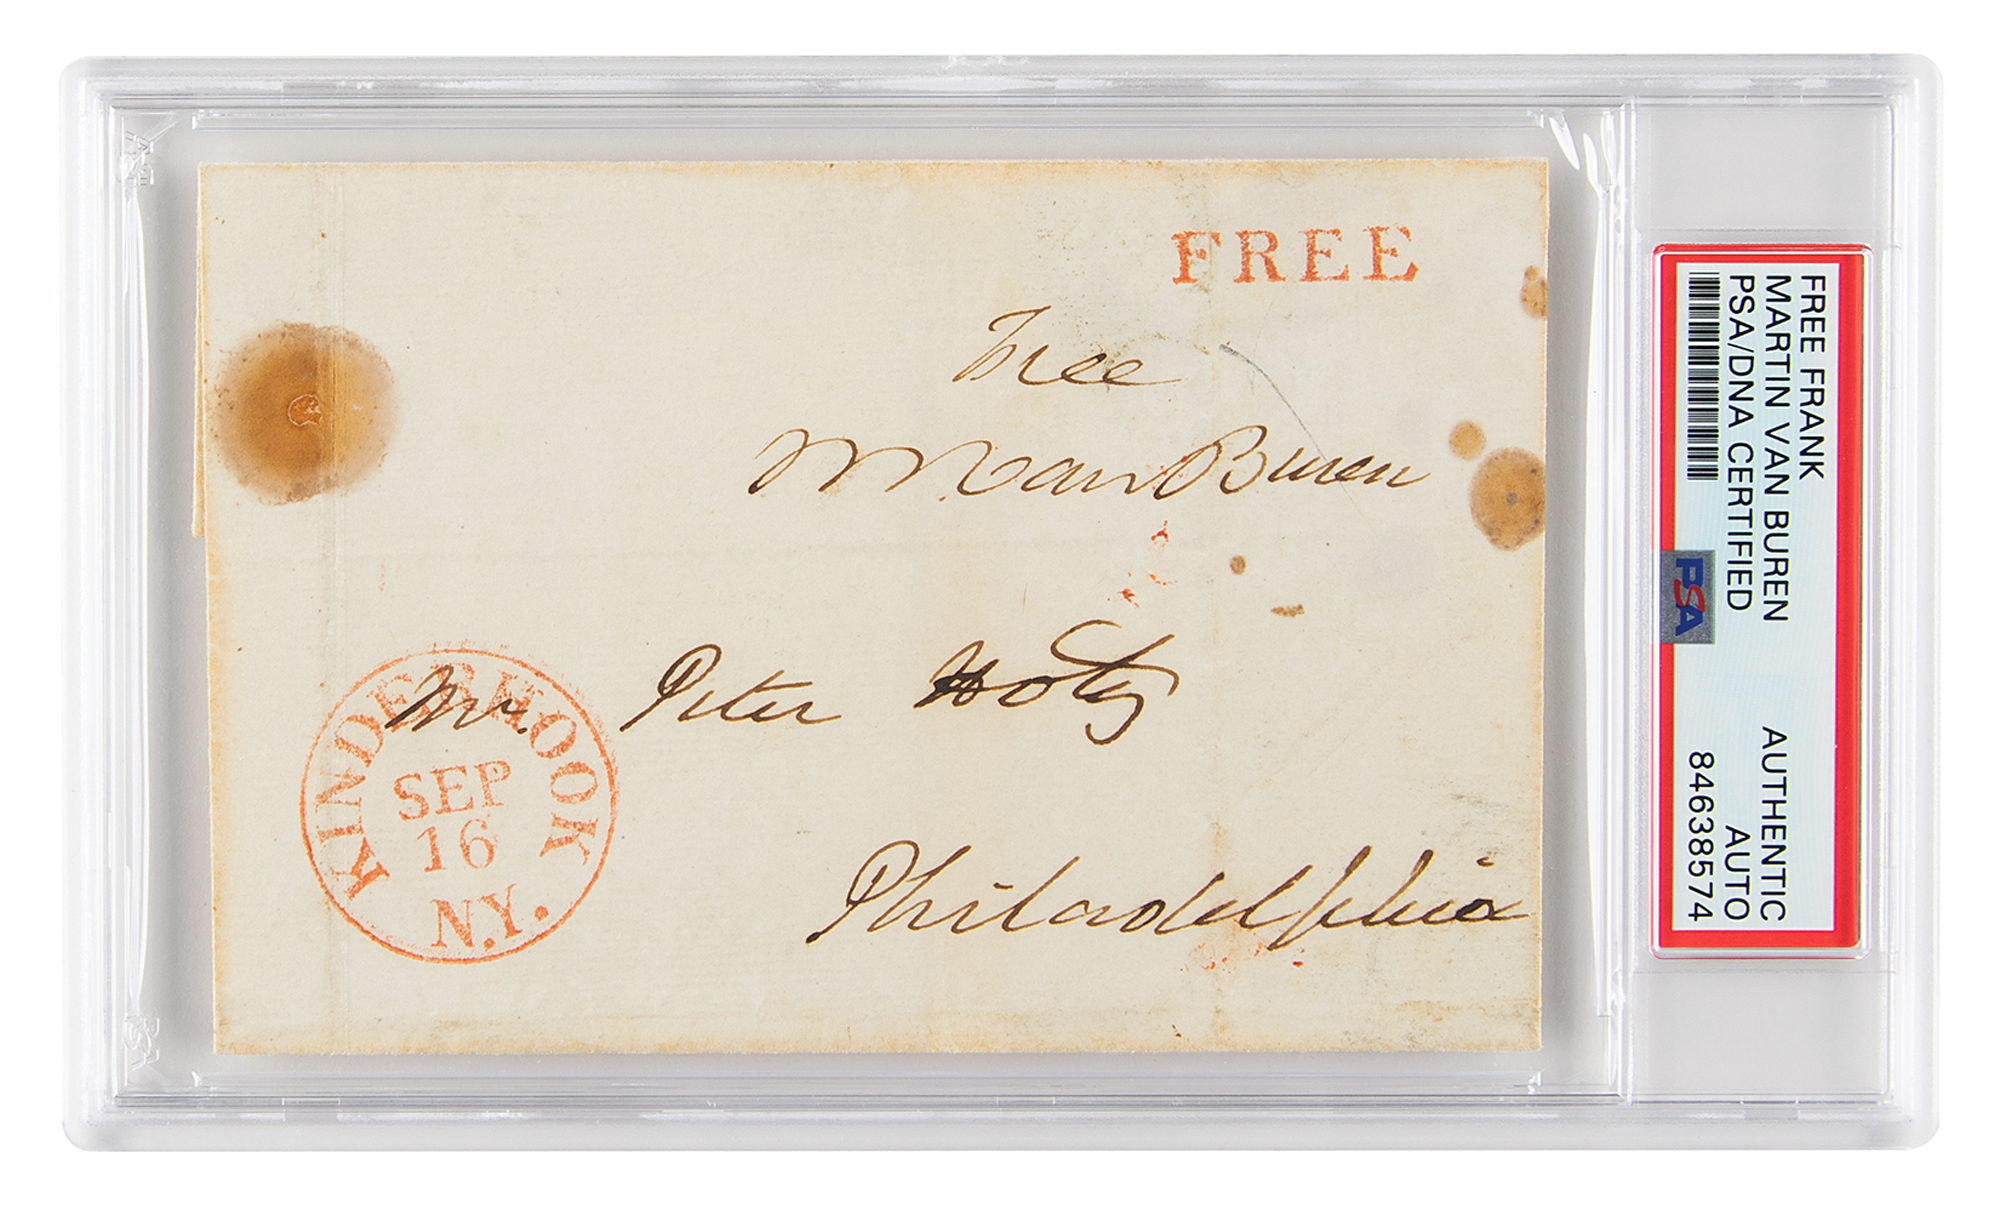 FREE
Free
M. Van Buren
Mr. Peter Hotz
Philadelphia
KINDERHOOK
SEP
16
N.Y.
FREE FRANK
MARTIN VAN BUREN AUTHENTIC
PSA/DNA CERTIFIED AUTO
84638574
PSA